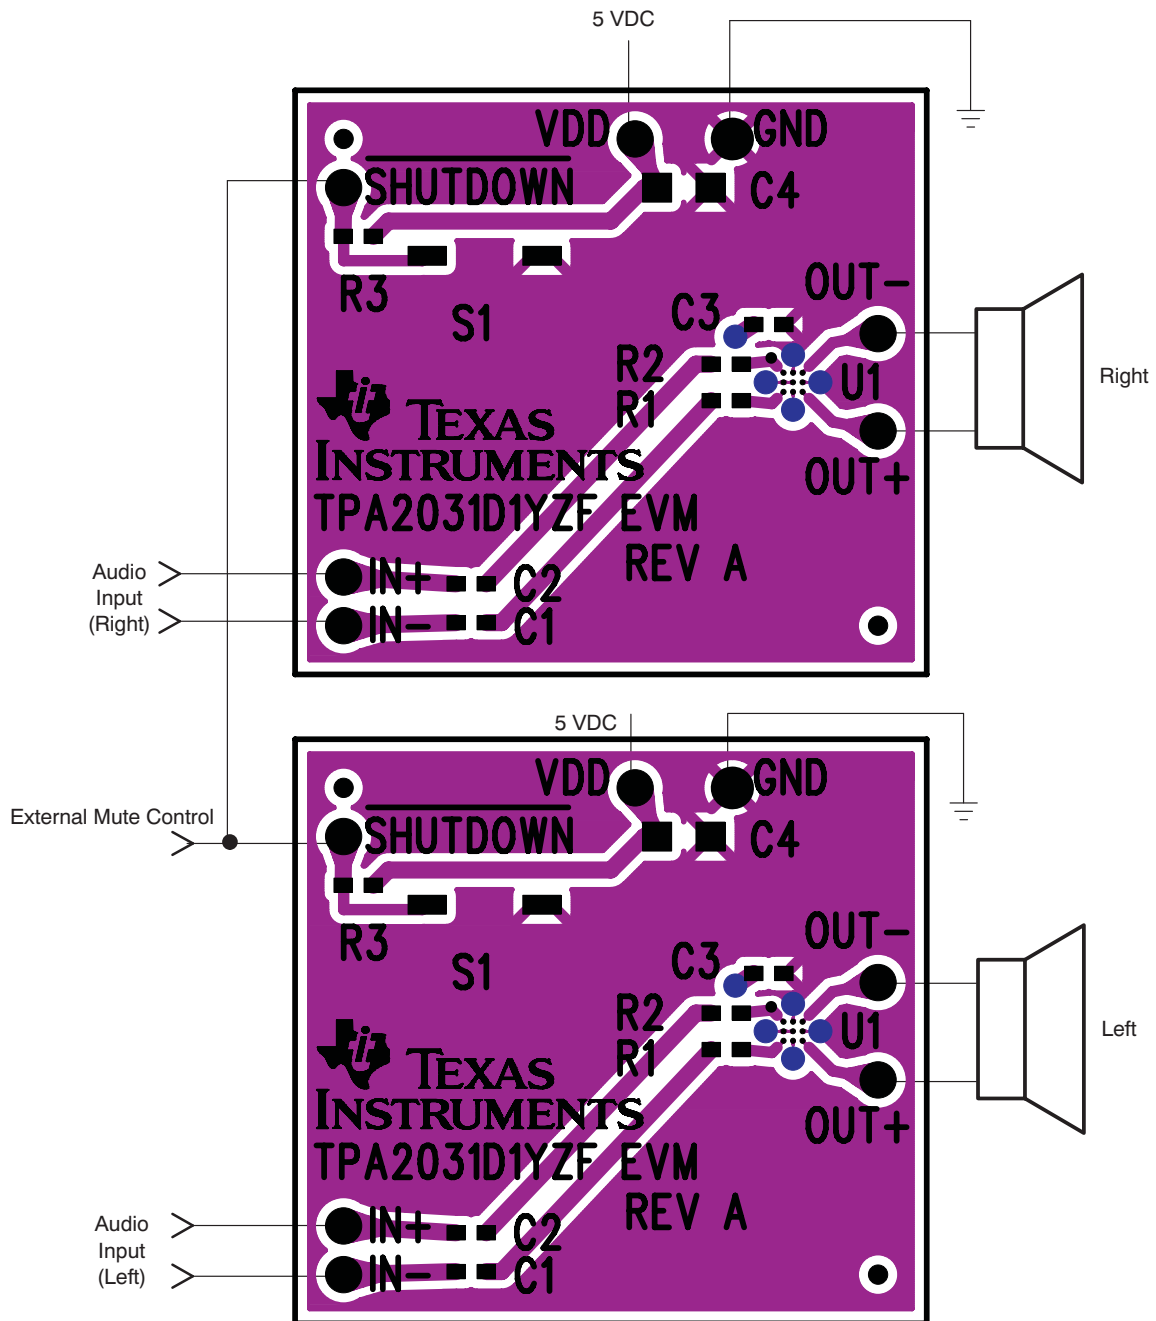 5 VDC
VDD
GND
SHUTDOWN
C4
R3
S1
OUT-
C3
R2
U1
R1
OUT+
Right
TEXAS
INSTRUMENTS
TPA2031D1YZF EVM
REV A
Audio
Input
(Right)
IN+
C2
IN-
C1
5 VDC
VDD
GND
External Mute Control
SHUTDOWN
C4
R3
S1
OUT-
C3
R2
U1
R1
OUT+
Left
TEXAS
INSTRUMENTS
TPA2031D1YZF EVM
REV A
Audio
Input
(Left)
IN+
C2
IN-
C1